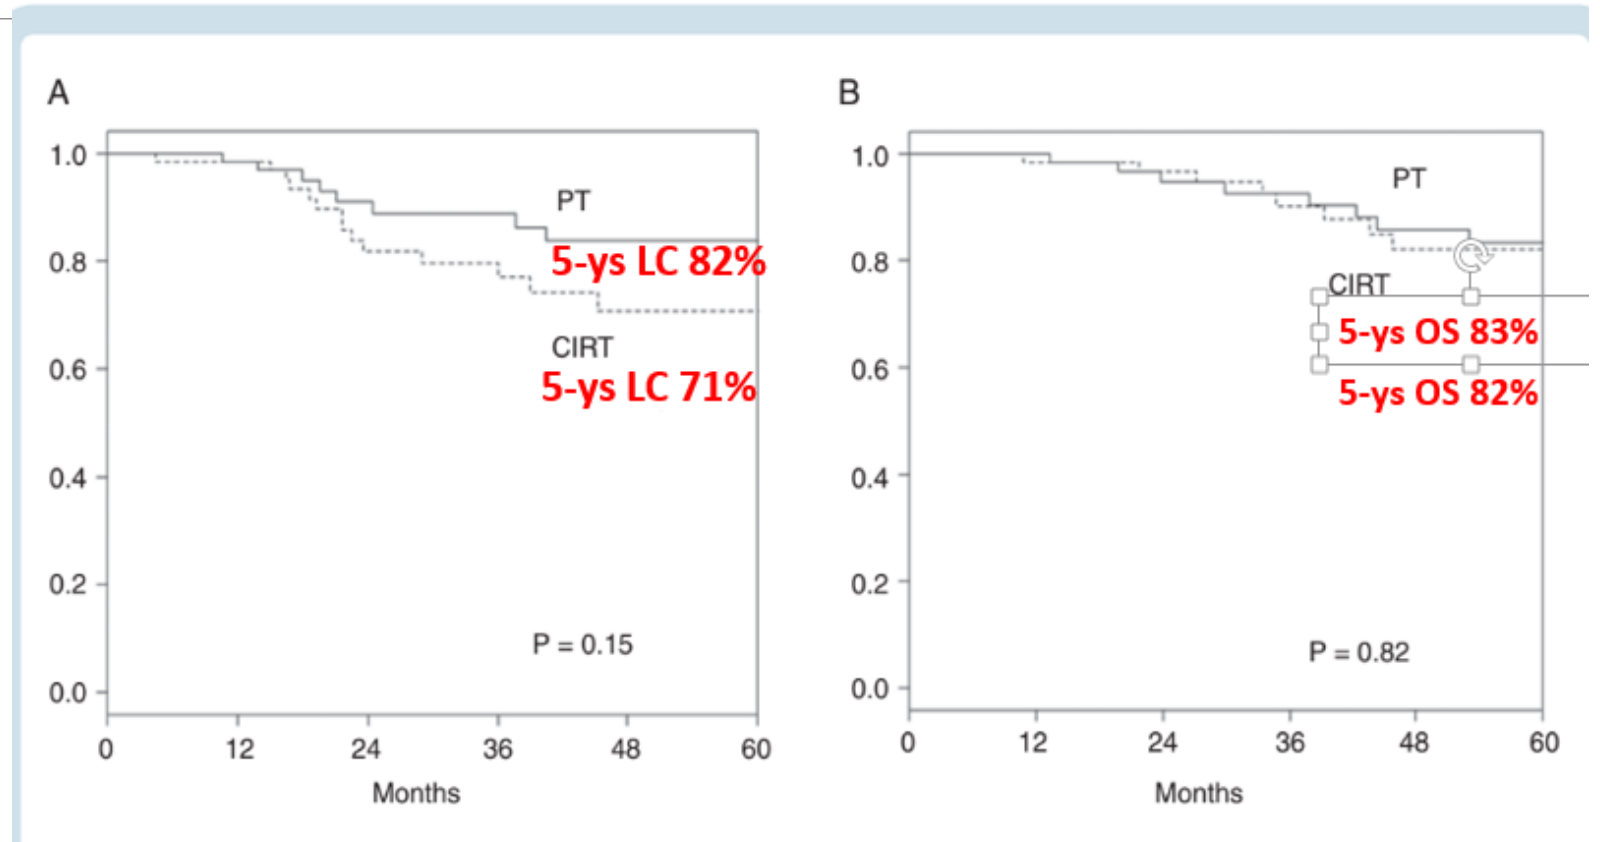 A
1.0
0.8
0.6
0.4
0.2
0.0
PT
5-ys LC 82%
CIRT
5-ys LC 71%
P = 0.15
0 12 24 36 48 60
Months
B
1.0
0.8
0.6
0.4
0.2
0.0
PT
CIRT
5-ys OS 83%
5-ys OS 82%
P = 0.82
0 12 24 36 48 60
Months